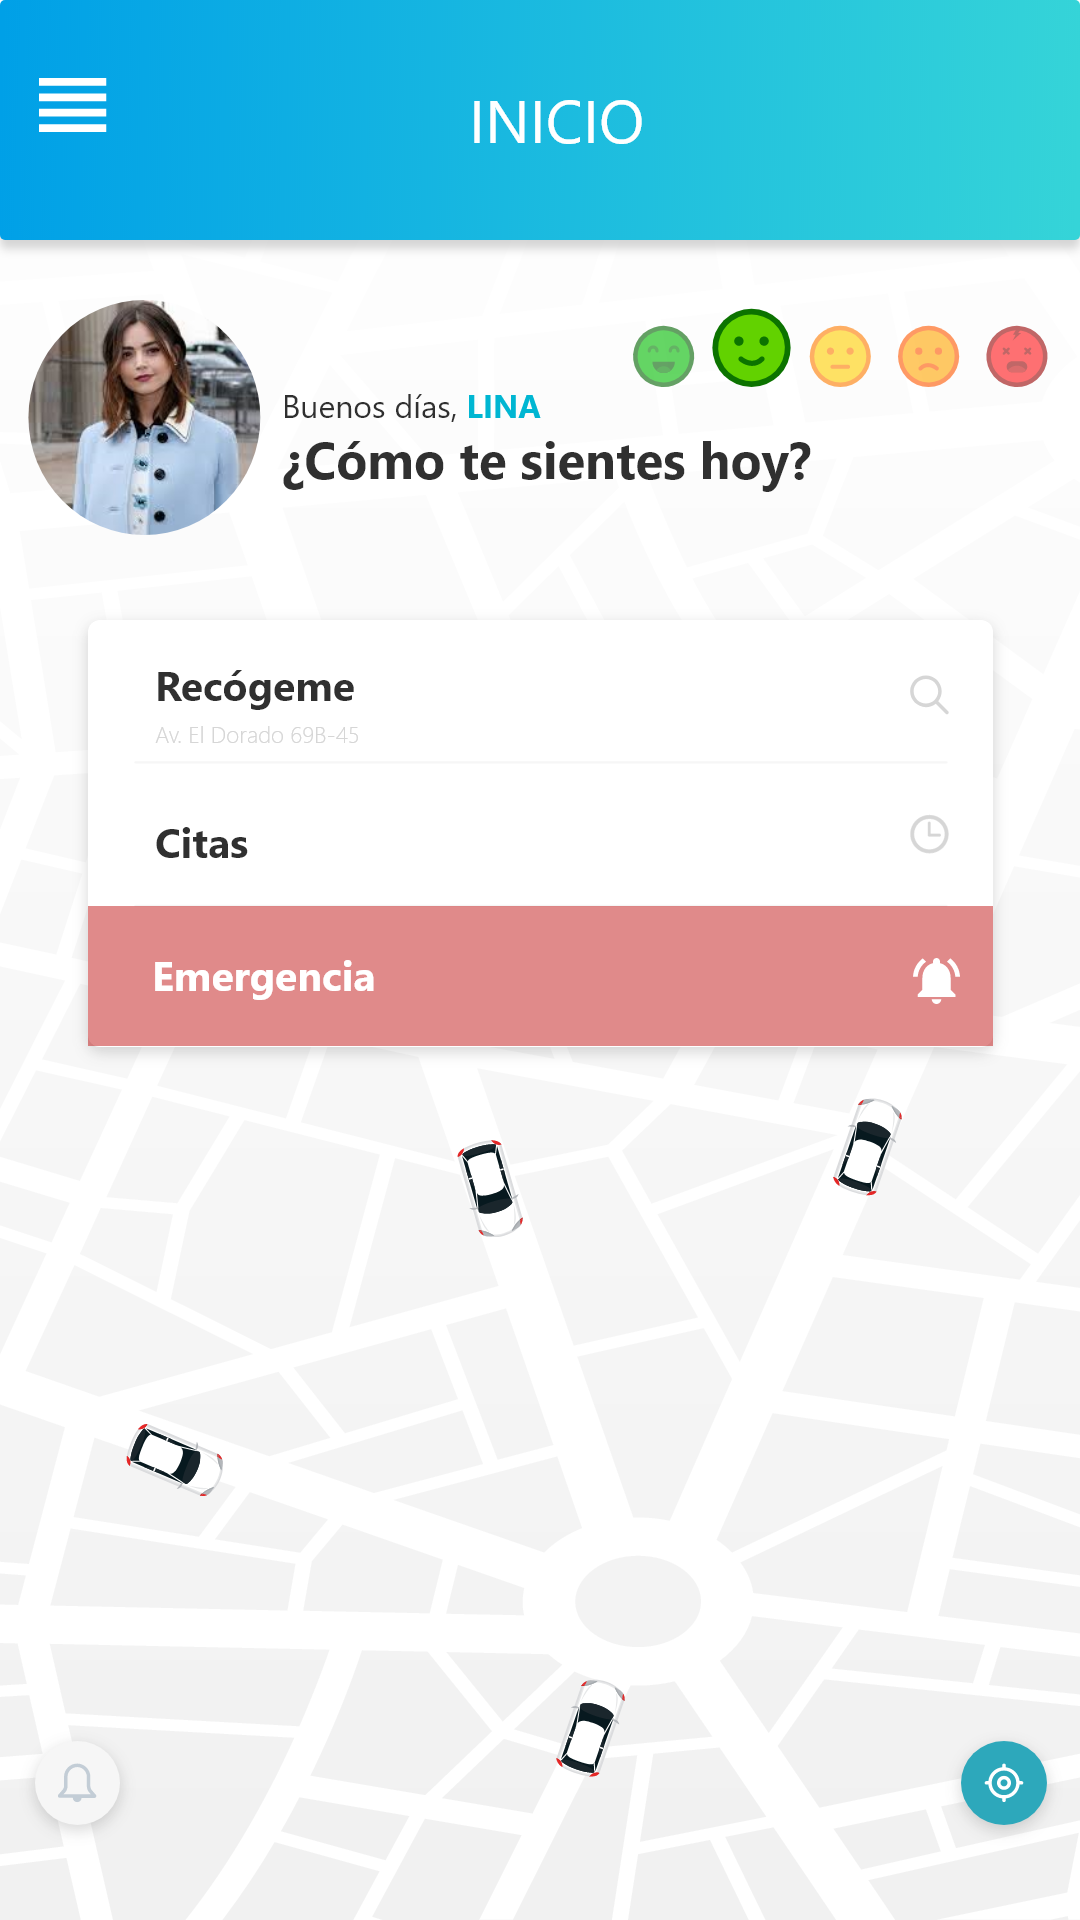 INICIO
Buenos días, LINA
¿Cómo te sientes hoy?
Recógeme
Av. El Dorado 69B-45
Citas
Emergencia